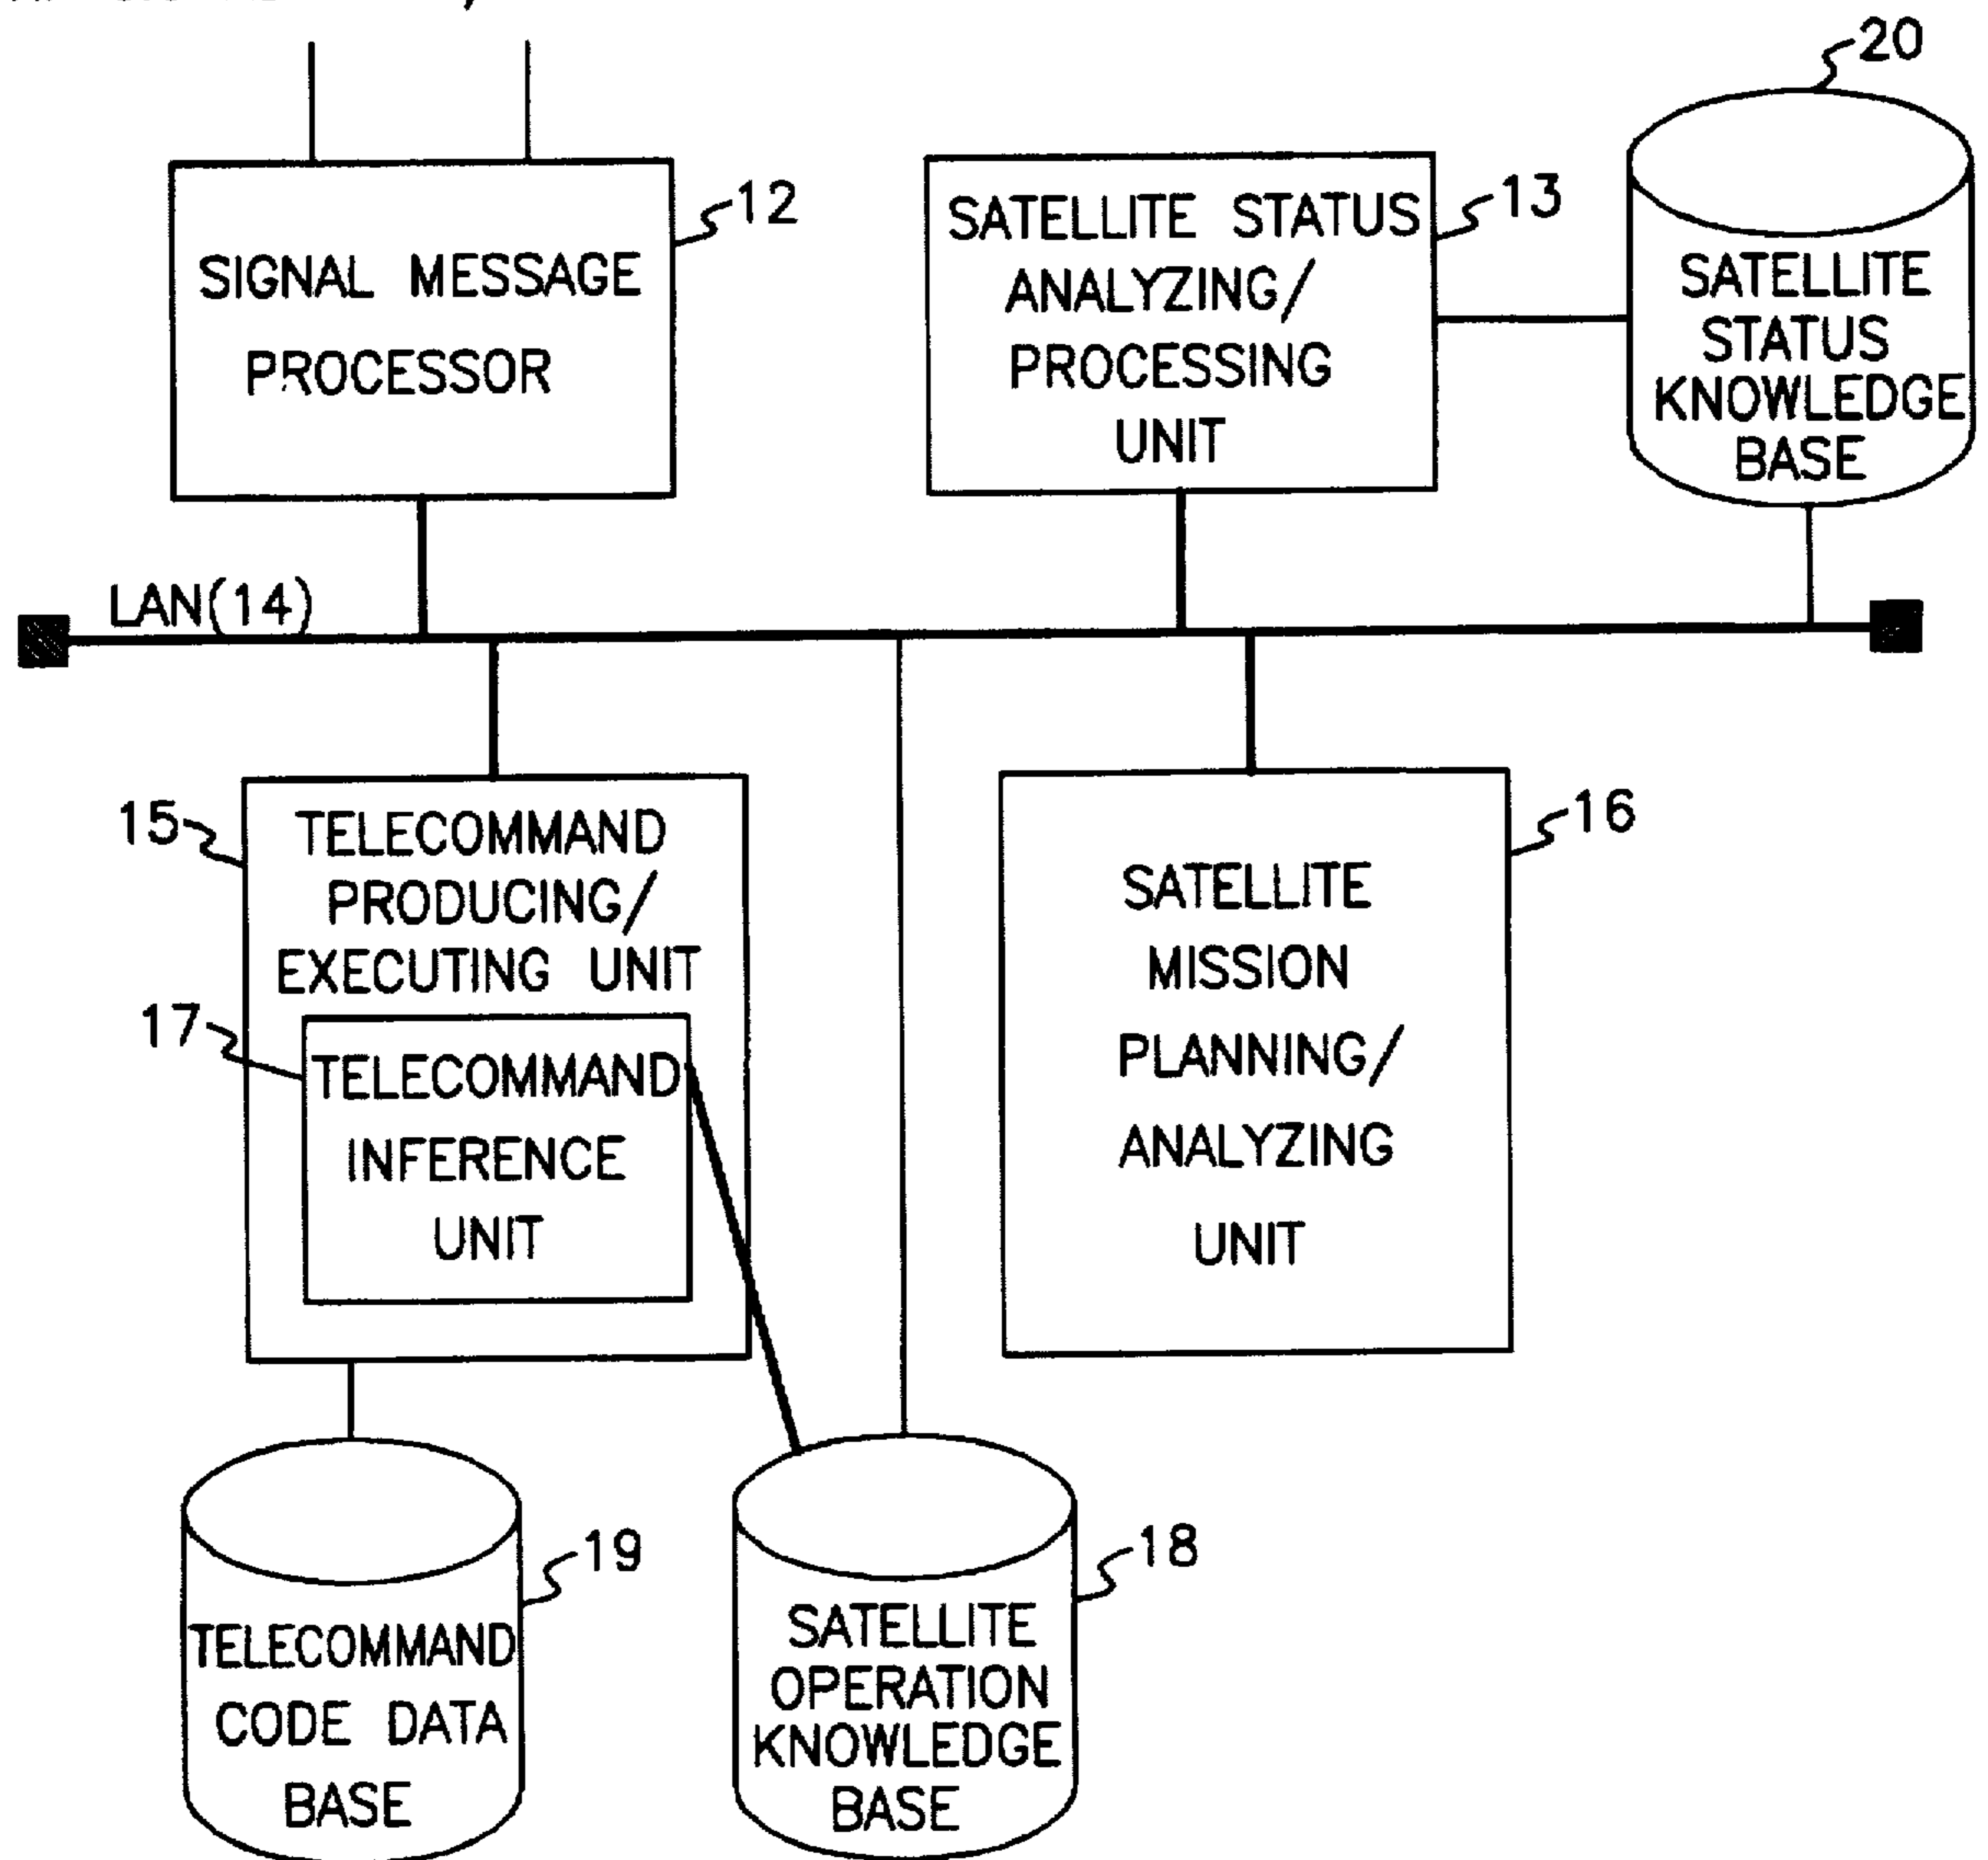 20
12
SIGNAL MESSAGE
PROCESSOR
13
SATELLITE STATUS
ANALYZING/
PROCESSING
UNIT
SATELLITE
STATUS
KNOWLEDGE
BASE
LAN(14)
15
TELECOMMAND
PRODUCING/
EXECUTING UNIT
17
TELECOMMAND
INFERENCE
UNIT
16
SATELLITE
MISSION
PLANNING/
ANALYZING
UNIT
19
TELECOMMAND
CODE DATA
BASE
18
SATELLITE
OPERATION
KNOWLEDGE
BASE